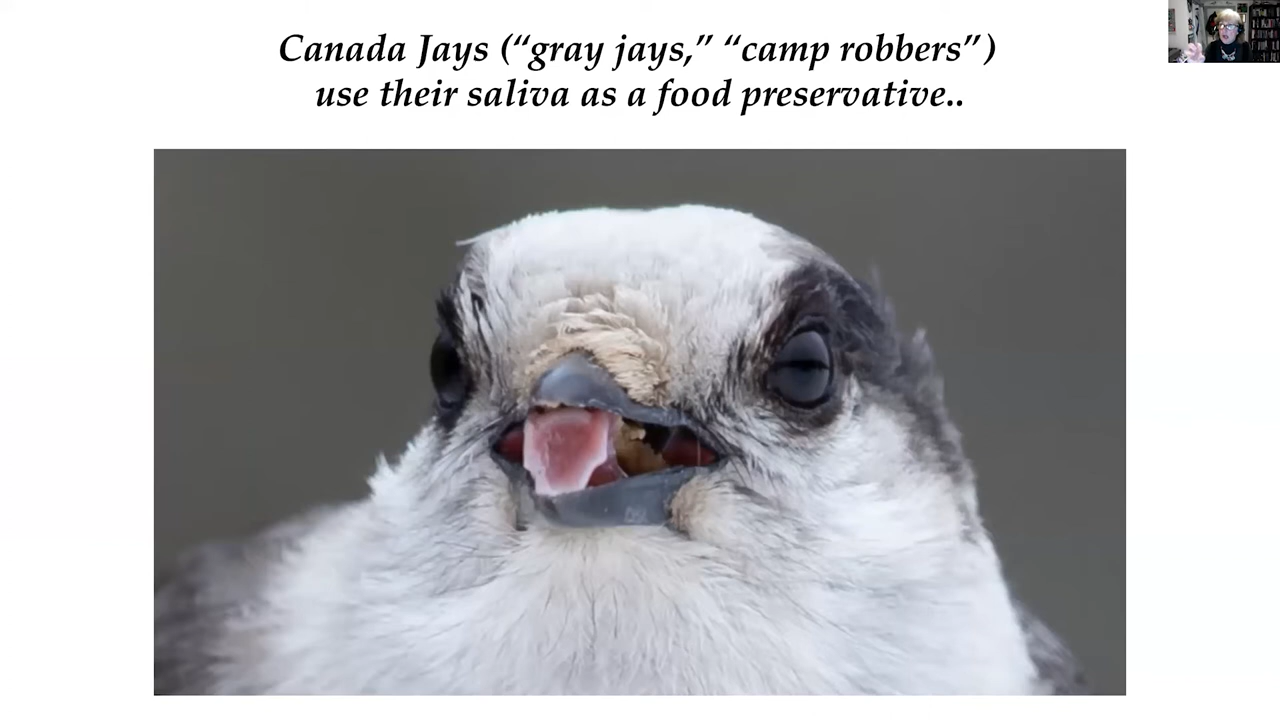 Canada Jays (“gray jays,” “camp robbers”)
use their saliva as a food preservative..